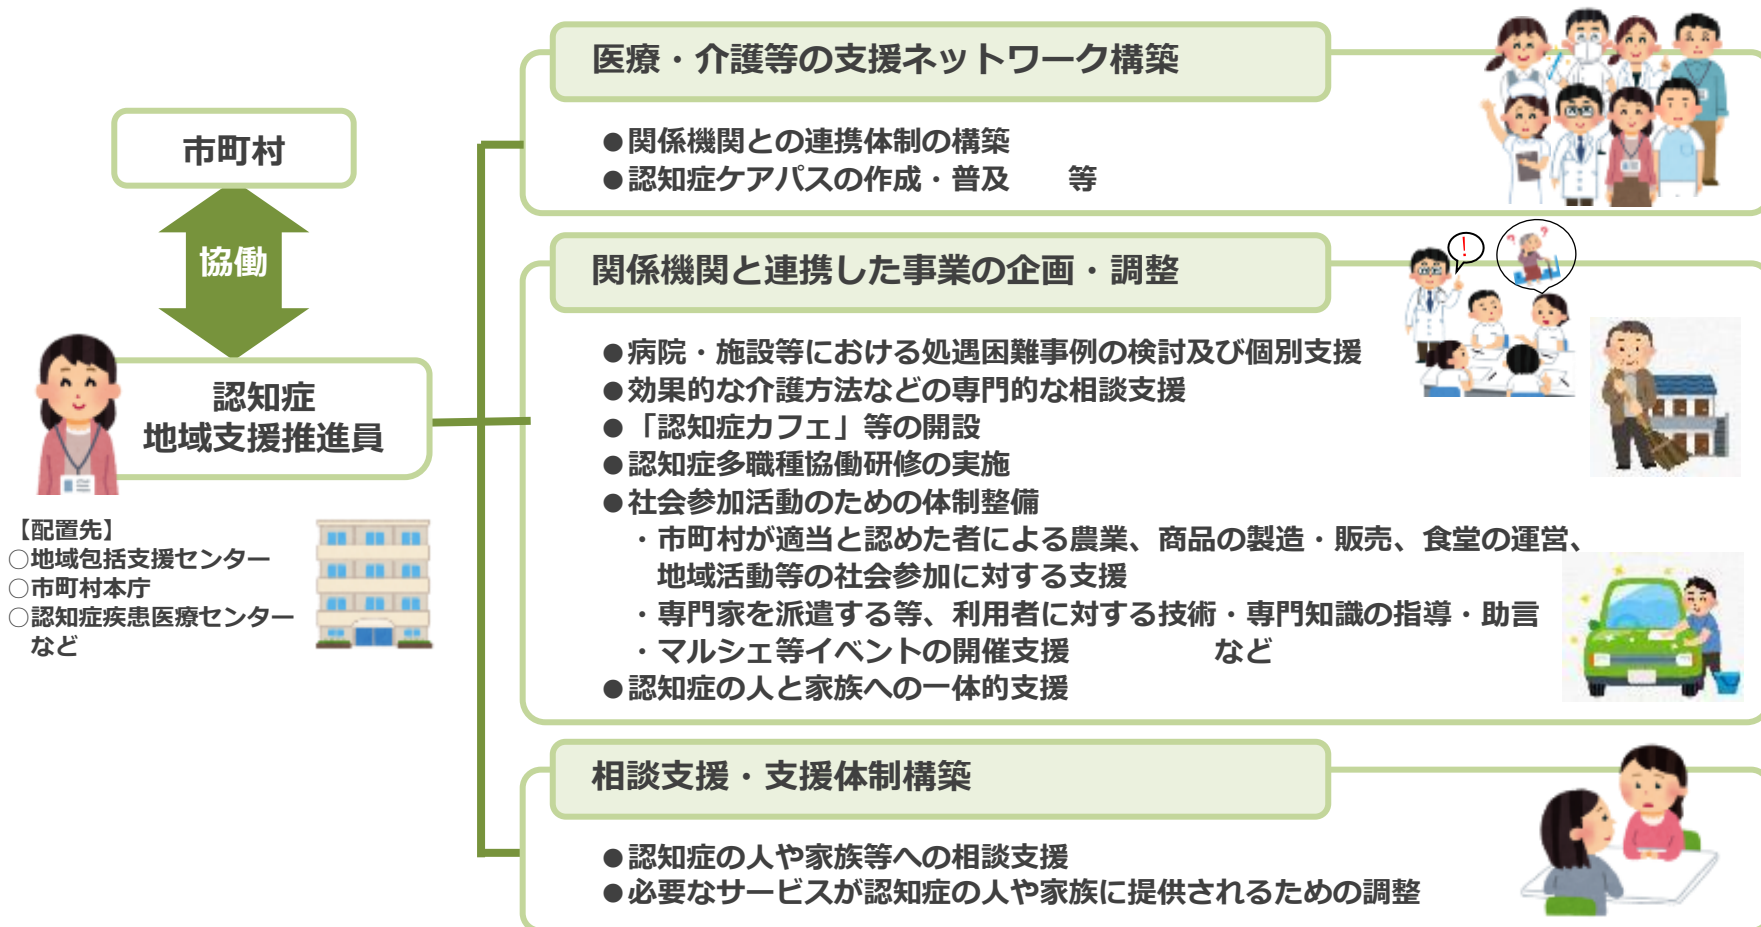 市町村
協働
認知症
地域支援推進員
【配置先】
○地域包括支援センター
○市町村本庁
○認知症疾患医療センター
など
医療・介護等の支援ネットワーク構築
●関係機関との連携体制の構築
●認知症ケアパスの作成・普及　　等
関係機関と連携した事業の企画・調整
!
? ?
●病院・施設等における処遇困難事例の検討及び個別支援
●効果的な介護方法などの専門的な相談支援
●「認知症カフェ」等の開設
●認知症多職種協働研修の実施
●社会参加活動のための体制整備
・市町村が適当と認めた者による農業、商品の製造・販売、食堂の運営、
地域活動等の社会参加に対する支援
・専門家を派遣する等、利用者に対する技術・専門知識の指導・助言
・マルシェ等イベントの開催支援　　　　　など
●認知症の人と家族への一体的支援
相談支援・支援体制構築
●認知症の人や家族等への相談支援
●必要なサービスが認知症の人や家族に提供されるための調整